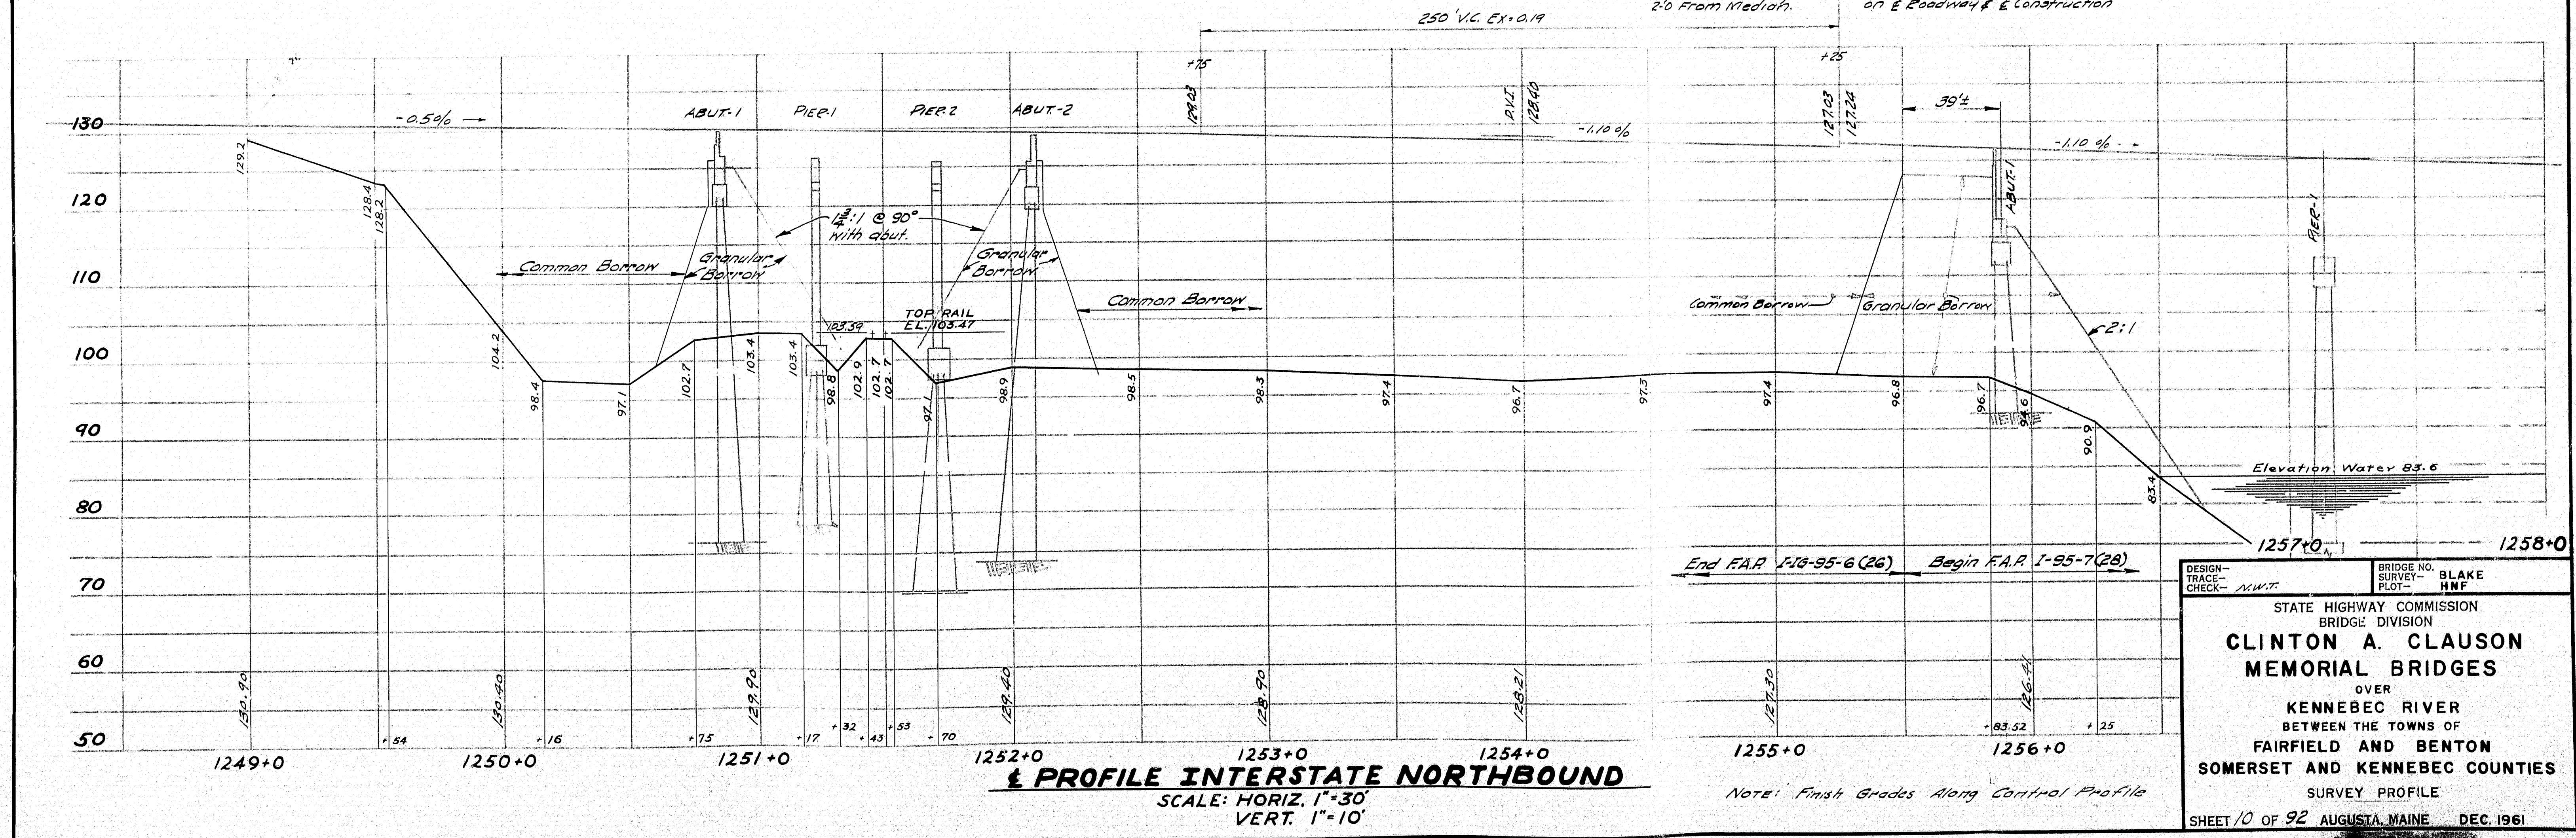 250' V.C. EX=0.19
2'0 From Median.
on ℄ Roadway & ℄ Construction
+75
+25
129.03
P.V.I. 128.40
127.03
127.24
39'±
ABUT-1
PIER-1
PIER-2
ABUT-2
-0.5% →
-1.10 %
-1.10 %
130
120
110
100
90
80
70
60
50
129.2
128.4
128.2
ABUT-1
PIER-1
1¾:1 @ 90°
with abut.
Common Borrow
Granular
Borrow
Granular
Borrow
Common Borrow
Common Borrow
Granular Borrow
2:1
103.59
TOP RAIL
EL. 103.47
104.2
98.4
97.1
102.7
103.4
103.4
98.8
102.9
102.7
102.7
97.1
98.9
98.5
98.3
97.4
96.7
97.3
97.4
96.8
96.7
94.6
90.9
83.4
Elevation Water 83.6
End F.A.P. I-IG-95-6(26)
Begin F.A.P. I-95-7(28)
130.90
130.40
129.90
129.40
128.90
128.21
127.30
126.41
+54
+16
+75
+17
+32
+43
+53
+70
+83.52
+25
1249+0
1250+0
1251+0
1252+0
1253+0
1254+0
1255+0
1256+0
1257+0
1258+0
℄ PROFILE INTERSTATE NORTHBOUND
SCALE: HORIZ. 1"=30'
VERT. 1"=10'
NOTE: Finish Grades Along Control Profile
DESIGN-
TRACE-
CHECK- N.W.T.
BRIDGE NO.
SURVEY- BLAKE
PLOT- HNF
STATE HIGHWAY COMMISSION
BRIDGE DIVISION
CLINTON A. CLAUSON
MEMORIAL BRIDGES
OVER
KENNEBEC RIVER
BETWEEN THE TOWNS OF
FAIRFIELD AND BENTON
SOMERSET AND KENNEBEC COUNTIES
SURVEY PROFILE
SHEET 10 OF 92 AUGUSTA, MAINE DEC. 1961